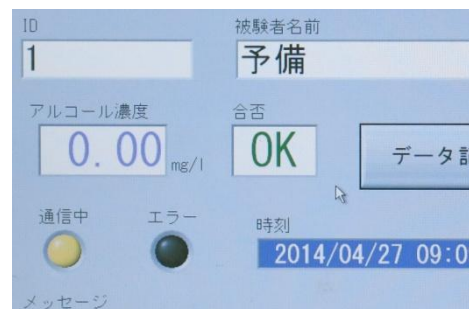 ID 被験者名前
1 予備
アルコール濃度 合否
0.00 mg/l OK データ
通信中 エラー 時刻
2014/04/27 09:0
メッセージ